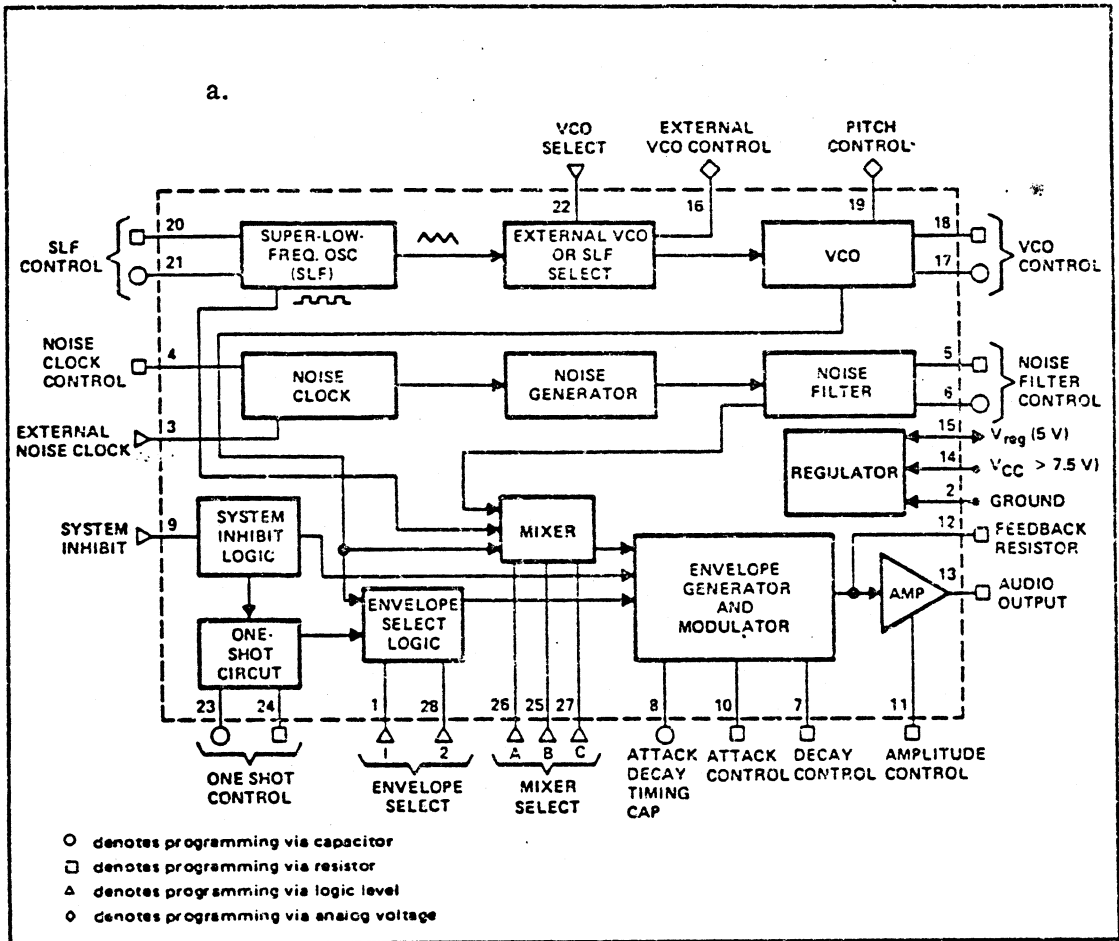 a.
VCO
SELECT
EXTERNAL
VCO CONTROL
PITCH
CONTROL
22
16
19
SLF
CONTROL
20
21
SUPER-LOW-
FREQ. OSC
(SLF)
EXTERNAL VCO
OR SLF
SELECT
VCO
18
17
VCO
CONTROL
NOISE
CLOCK
CONTROL
4
NOISE
CLOCK
NOISE
GENERATOR
NOISE
FILTER
5
6
NOISE
FILTER
CONTROL
EXTERNAL
NOISE CLOCK
3
REGULATOR
15
Vreg (5 V)
14
VCC > 7.5 V)
2
GROUND
SYSTEM
INHIBIT
9
SYSTEM
INHIBIT
LOGIC
MIXER
12
FEEDBACK
RESISTOR
ENVELOPE
GENERATOR
AND
MODULATOR
AMP
13
AUDIO
OUTPUT
ONE-
SHOT
CIRCUT
ENVELOPE
SELECT
LOGIC
23
24
1
28
26
25
27
8
10
7
11
1
2
A
B
C
ONE SHOT
CONTROL
ENVELOPE
SELECT
MIXER
SELECT
ATTACK
DECAY
TIMING
CAP
ATTACK
CONTROL
DECAY
CONTROL
AMPLITUDE
CONTROL
denotes programming via capacitor
denotes programming via resistor
denotes programming via logic level
denotes programming via analog voltage